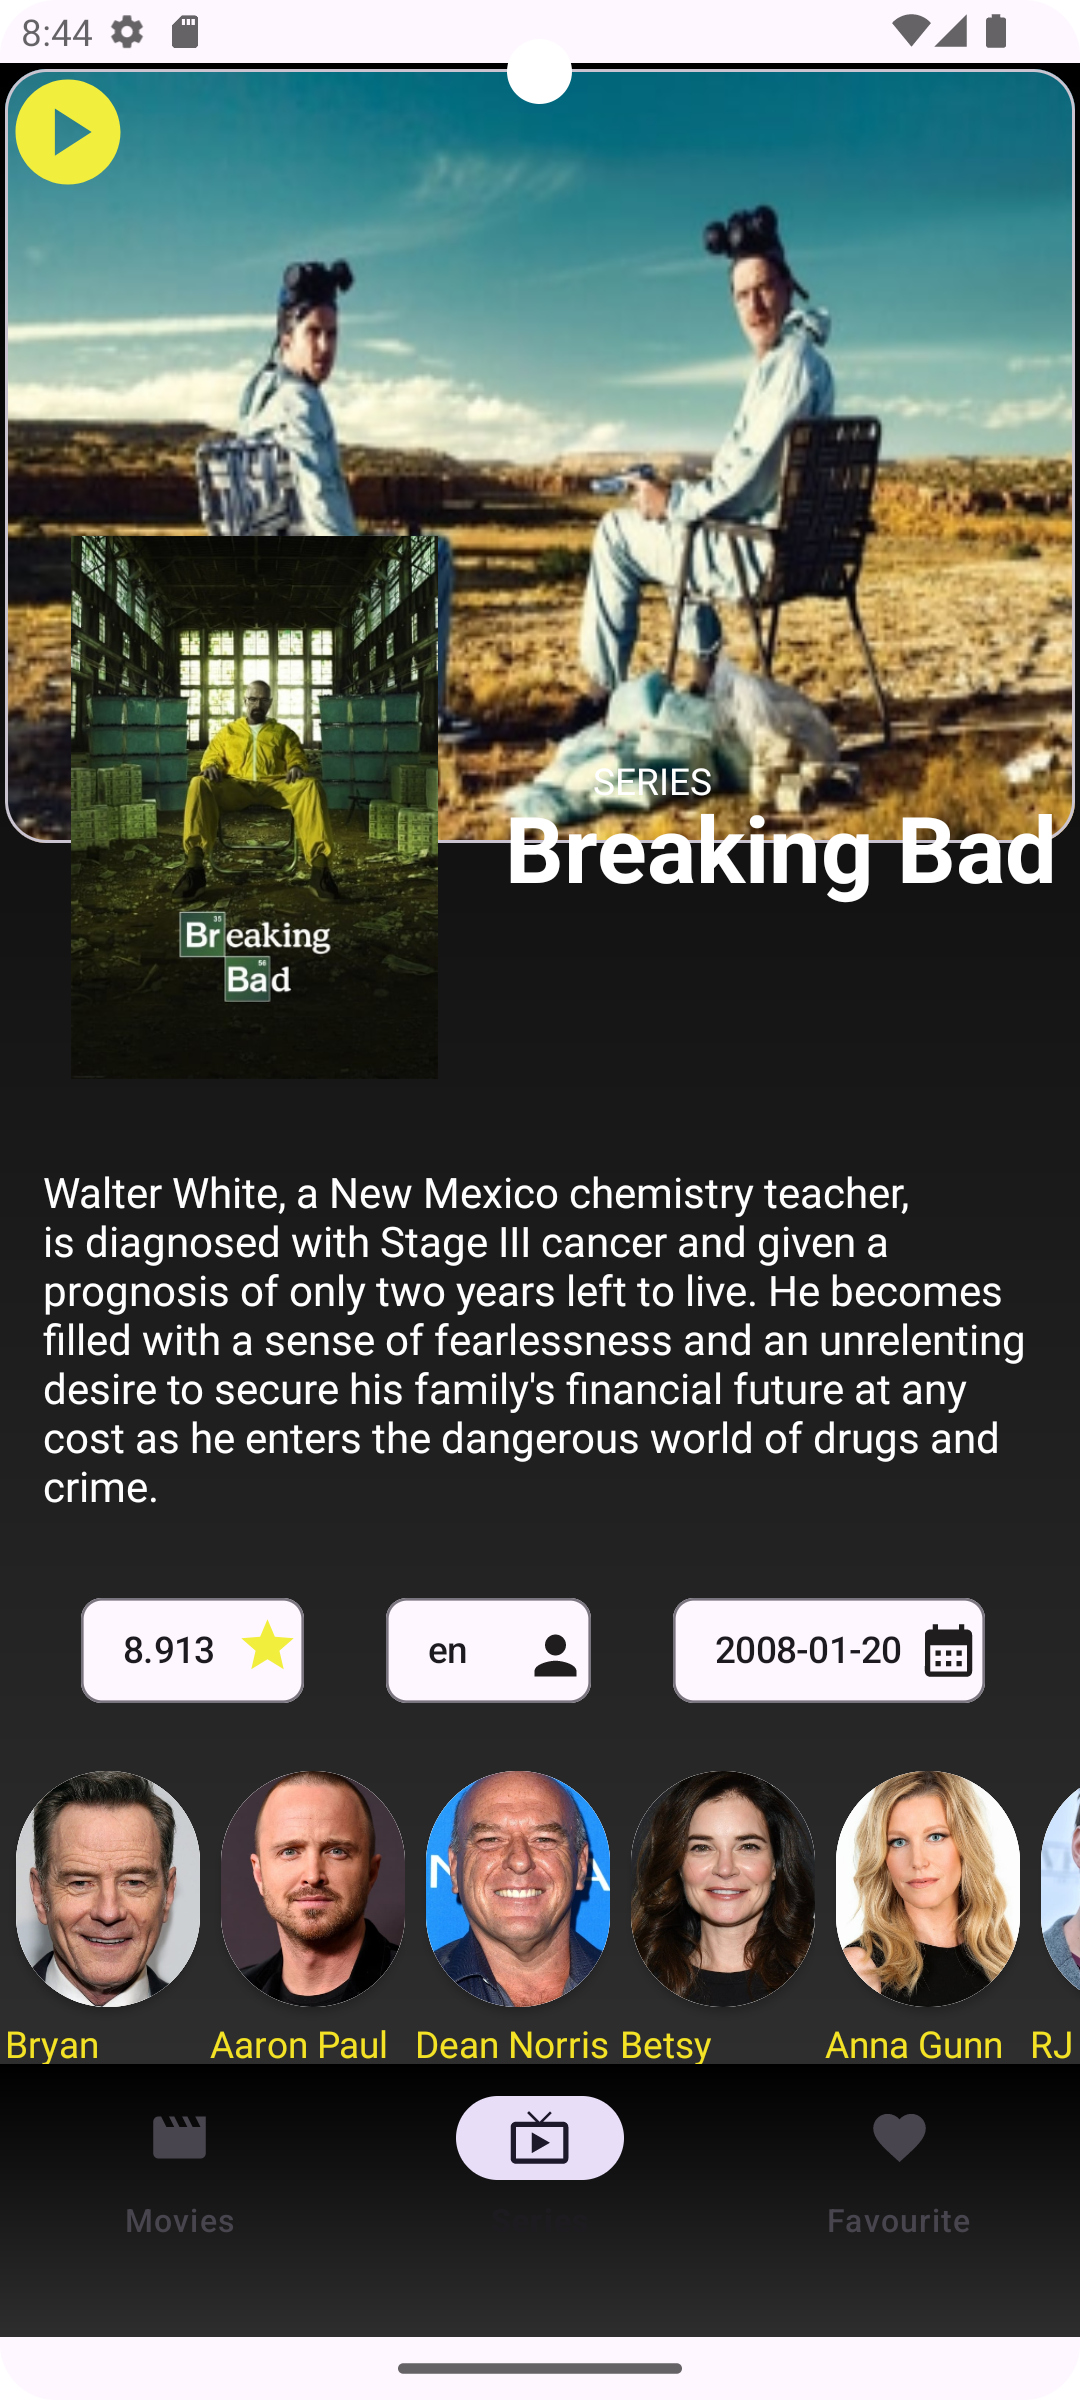 8:44
SERIES
Breaking Bad
35
Breaking
56
Bad
Walter White, a New Mexico chemistry teacher,
is diagnosed with Stage III cancer and given a
prognosis of only two years left to live. He becomes
filled with a sense of fearlessness and an unrelenting
desire to secure his family's financial future at any
cost as he enters the dangerous world of drugs and
crime.
8.913
en
2008-01-20
Bryan
Aaron Paul
Dean Norris
Betsy
Anna Gunn
RJ
Movies
Favourite